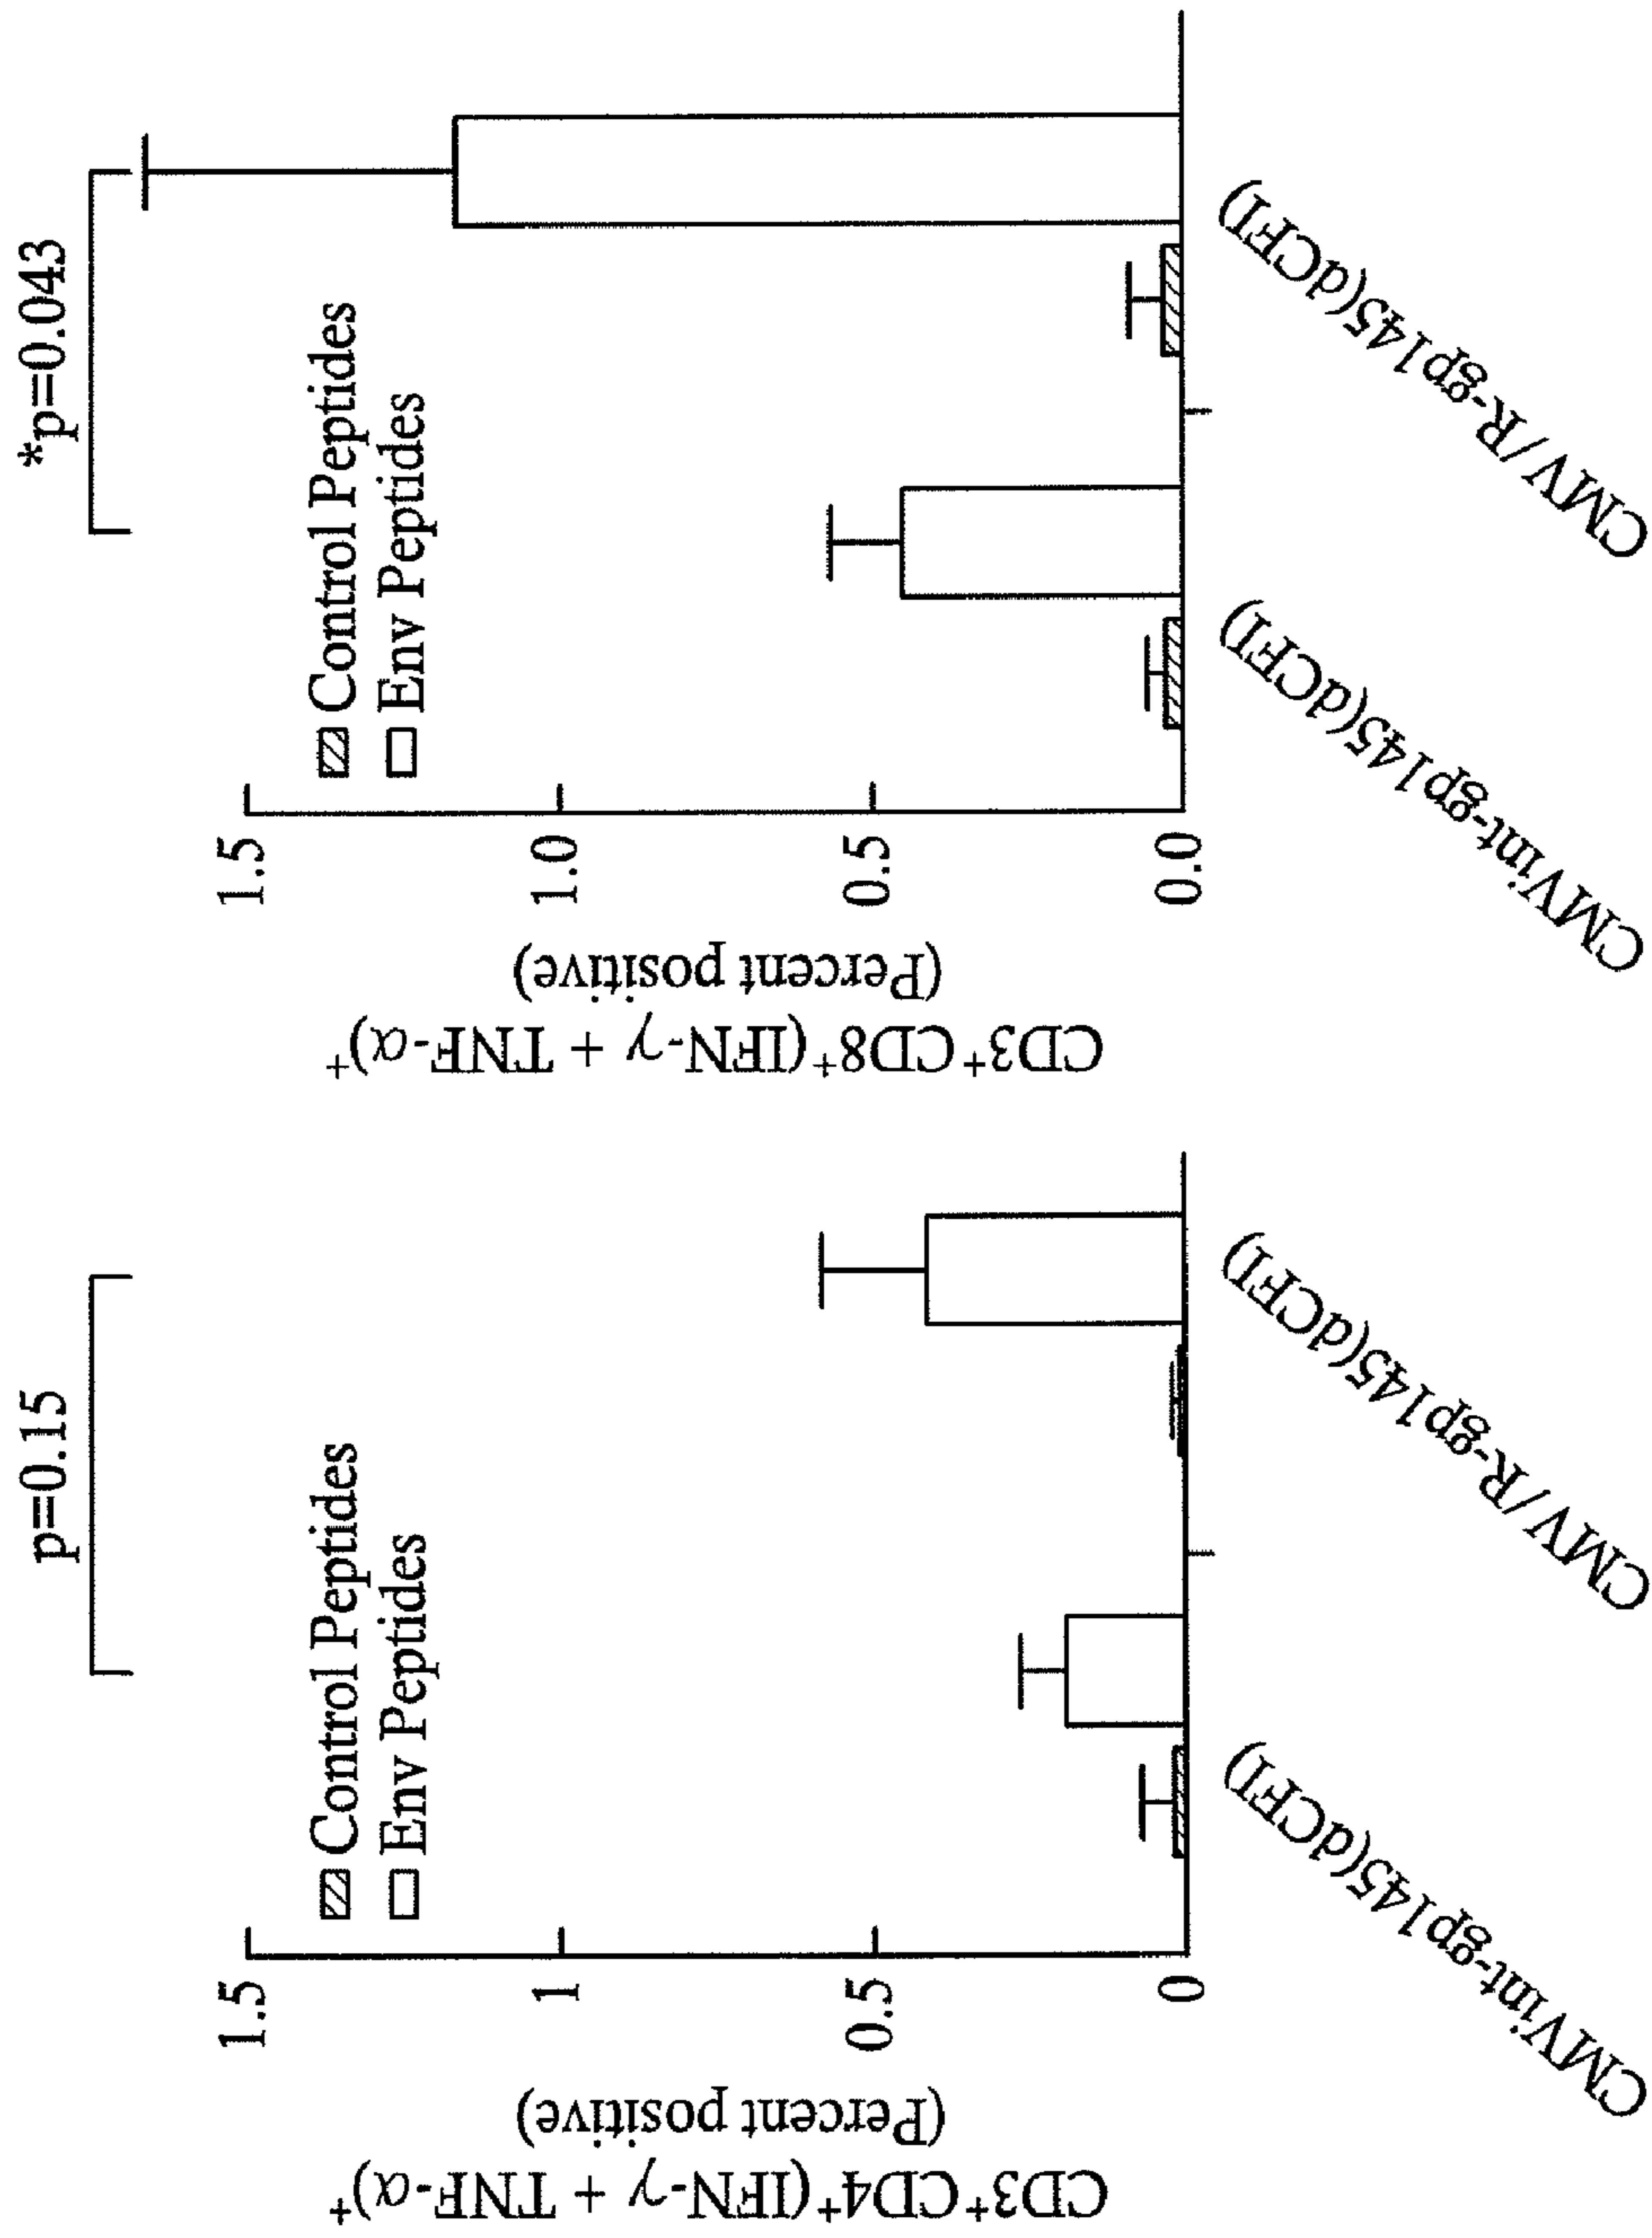 p=0.15
Control Peptides
Env Peptides
CD3⁺CD4⁺(IFN-γ + TNF-α)⁺
(Percent positive)
1.5
1
0.5
0
CMVint-gp145(dCFI)
CMV/R-gp145(dCFI)
*p=0.043
Control Peptides
Env Peptides
CD3⁺CD8⁺(IFN-γ + TNF-α)⁺
(Percent positive)
1.5
1.0
0.5
0.0
CMVint-gp145(dCFI)
CMV/R-gp145(dCFI)